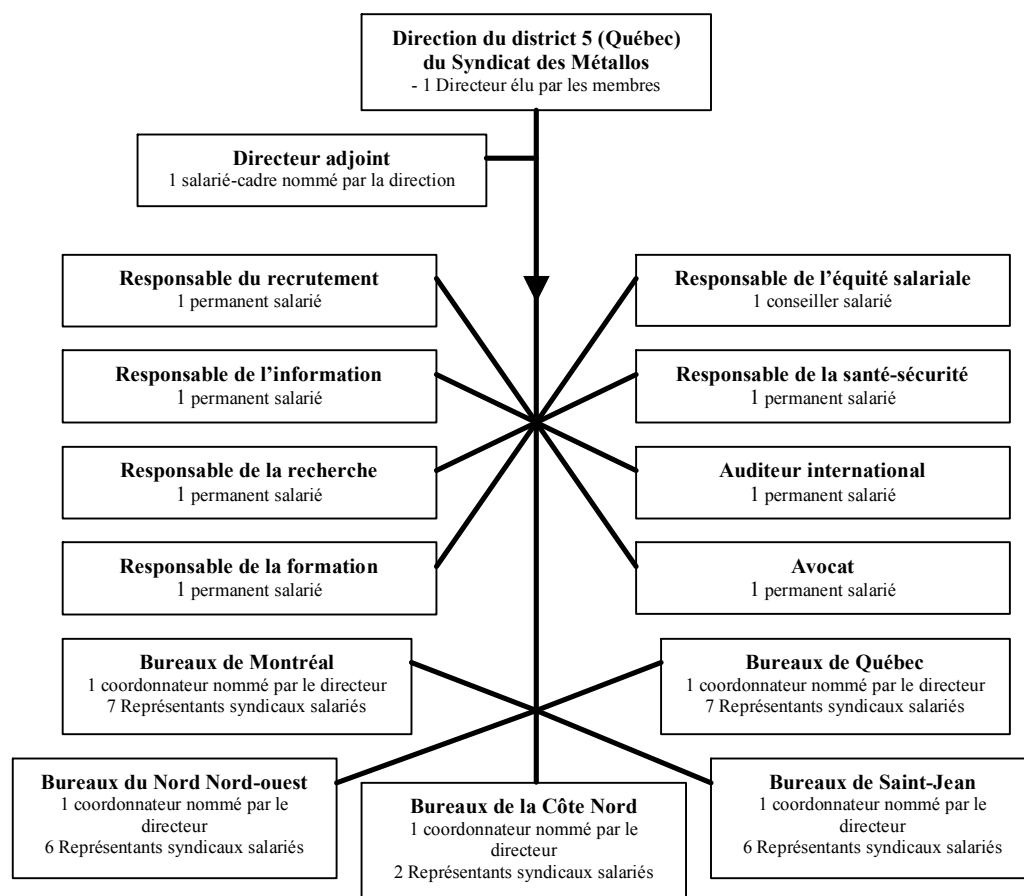 Direction du district 5 (Québec)
du Syndicat des Métallos
- 1 Directeur élu par les membres
Directeur adjoint
1 salarié-cadre nommé par la direction
Responsable du recrutement
1 permanent salarié
Responsable de l'équité salariale
1 conseiller salarié
Responsable de l'information
1 permanent salarié
Responsable de la santé-sécurité
1 permanent salarié
Responsable de la recherche
1 permanent salarié
Auditeur international
1 permanent salarié
Responsable de la formation
1 permanent salarié
Avocat
1 permanent salarié
Bureaux de Montréal
1 coordonnateur nommé par le directeur
7 Représentants syndicaux salariés
Bureaux de Québec
1 coordonnateur nommé par le directeur
7 Représentants syndicaux salariés
Bureaux du Nord Nord-ouest
1 coordonnateur nommé par le
directeur
6 Représentants syndicaux salariés
Bureaux de la Côte Nord
1 coordonnateur nommé par le
directeur
2 Représentants syndicaux salariés
Bureaux de Saint-Jean
1 coordonnateur nommé par le
directeur
6 Représentants syndicaux salariés